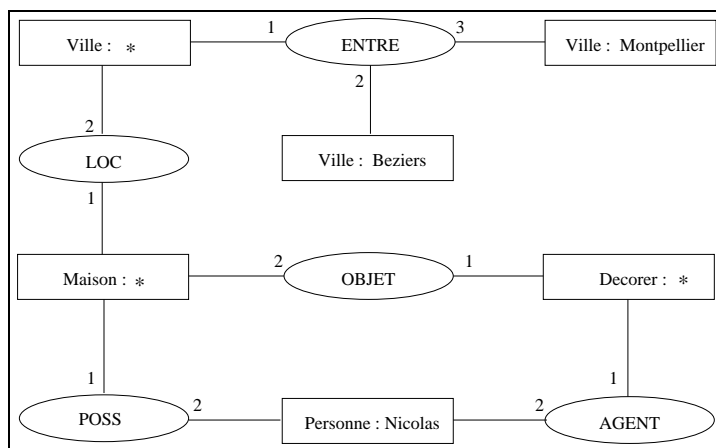 1 3
Ville : * ENTRE Ville : Montpellier
2
2
LOC Ville : Beziers
1
2 1
Maison : * OBJET Decorer : *
1 1
2 2
POSS Personne : Nicolas AGENT